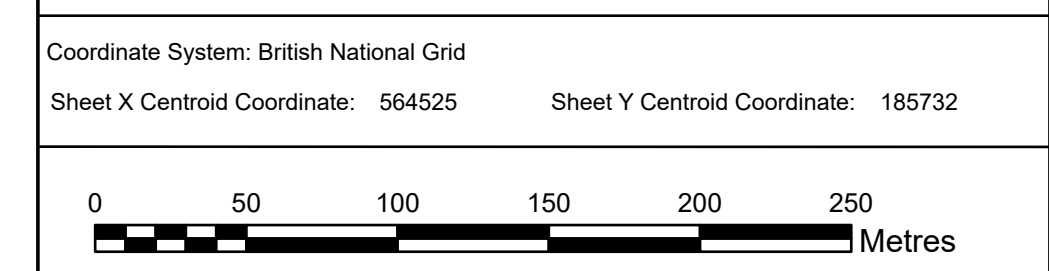 Coordinate System: British National Grid
Sheet X Centroid Coordinate: 564525 Sheet Y Centroid Coordinate: 185732
0 50 100 150 200 250
Metres